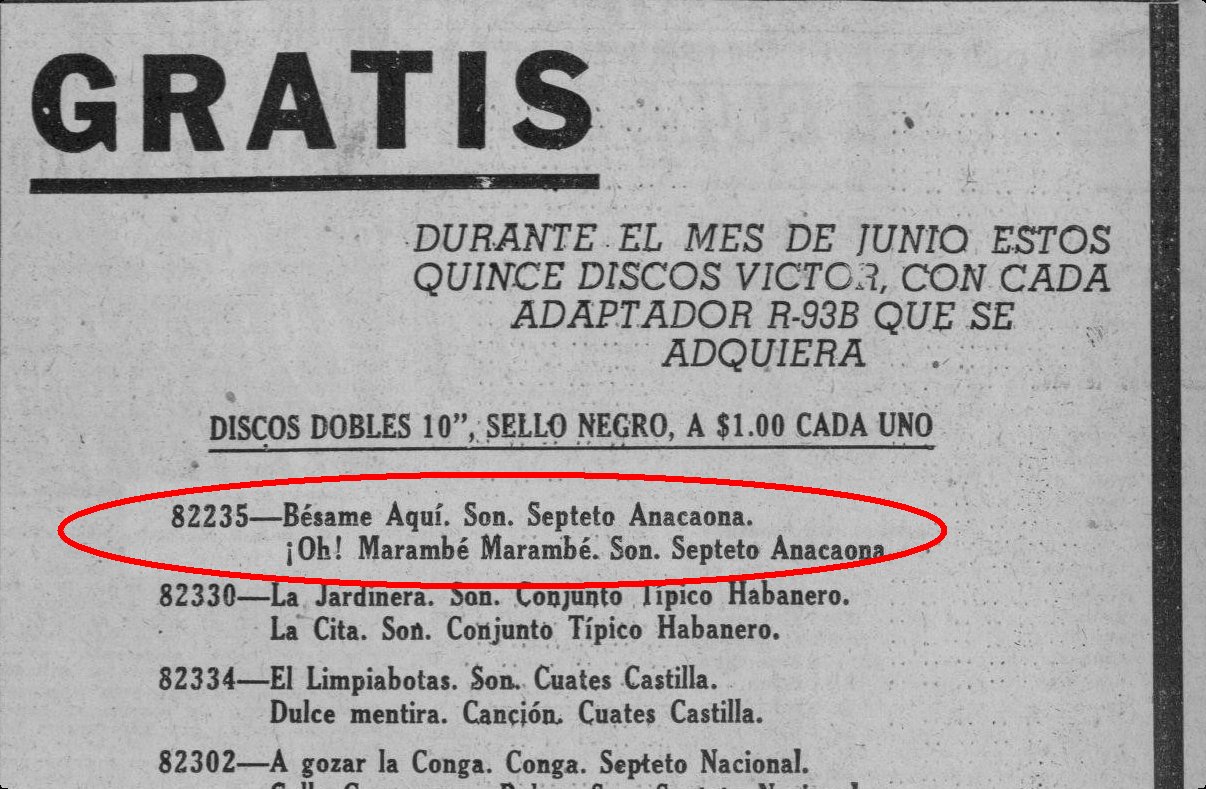 GRATIS
DURANTE EL MES DE JUNIO ESTOS
QUINCE DISCOS VICTOR, CON CADA
ADAPTADOR R-93B QUE SE
ADQUIERA
DISCOS DOBLES 10”, SELLO NEGRO, A $1.00 CADA UNO
82235—Bésame Aquí. Son. Septeto Anacaona.
¡Oh! Marambé Marambé. Son. Septeto Anacaona
82330—La Jardinera. Son. Conjunto Típico Habanero.
La Cita. Son. Conjunto Típico Habanero.
82334—El Limpiabotas. Son. Cuates Castilla.
Dulce mentira. Canción. Cuates Castilla.
82302—A gozar la Conga. Conga. Septeto Nacional.